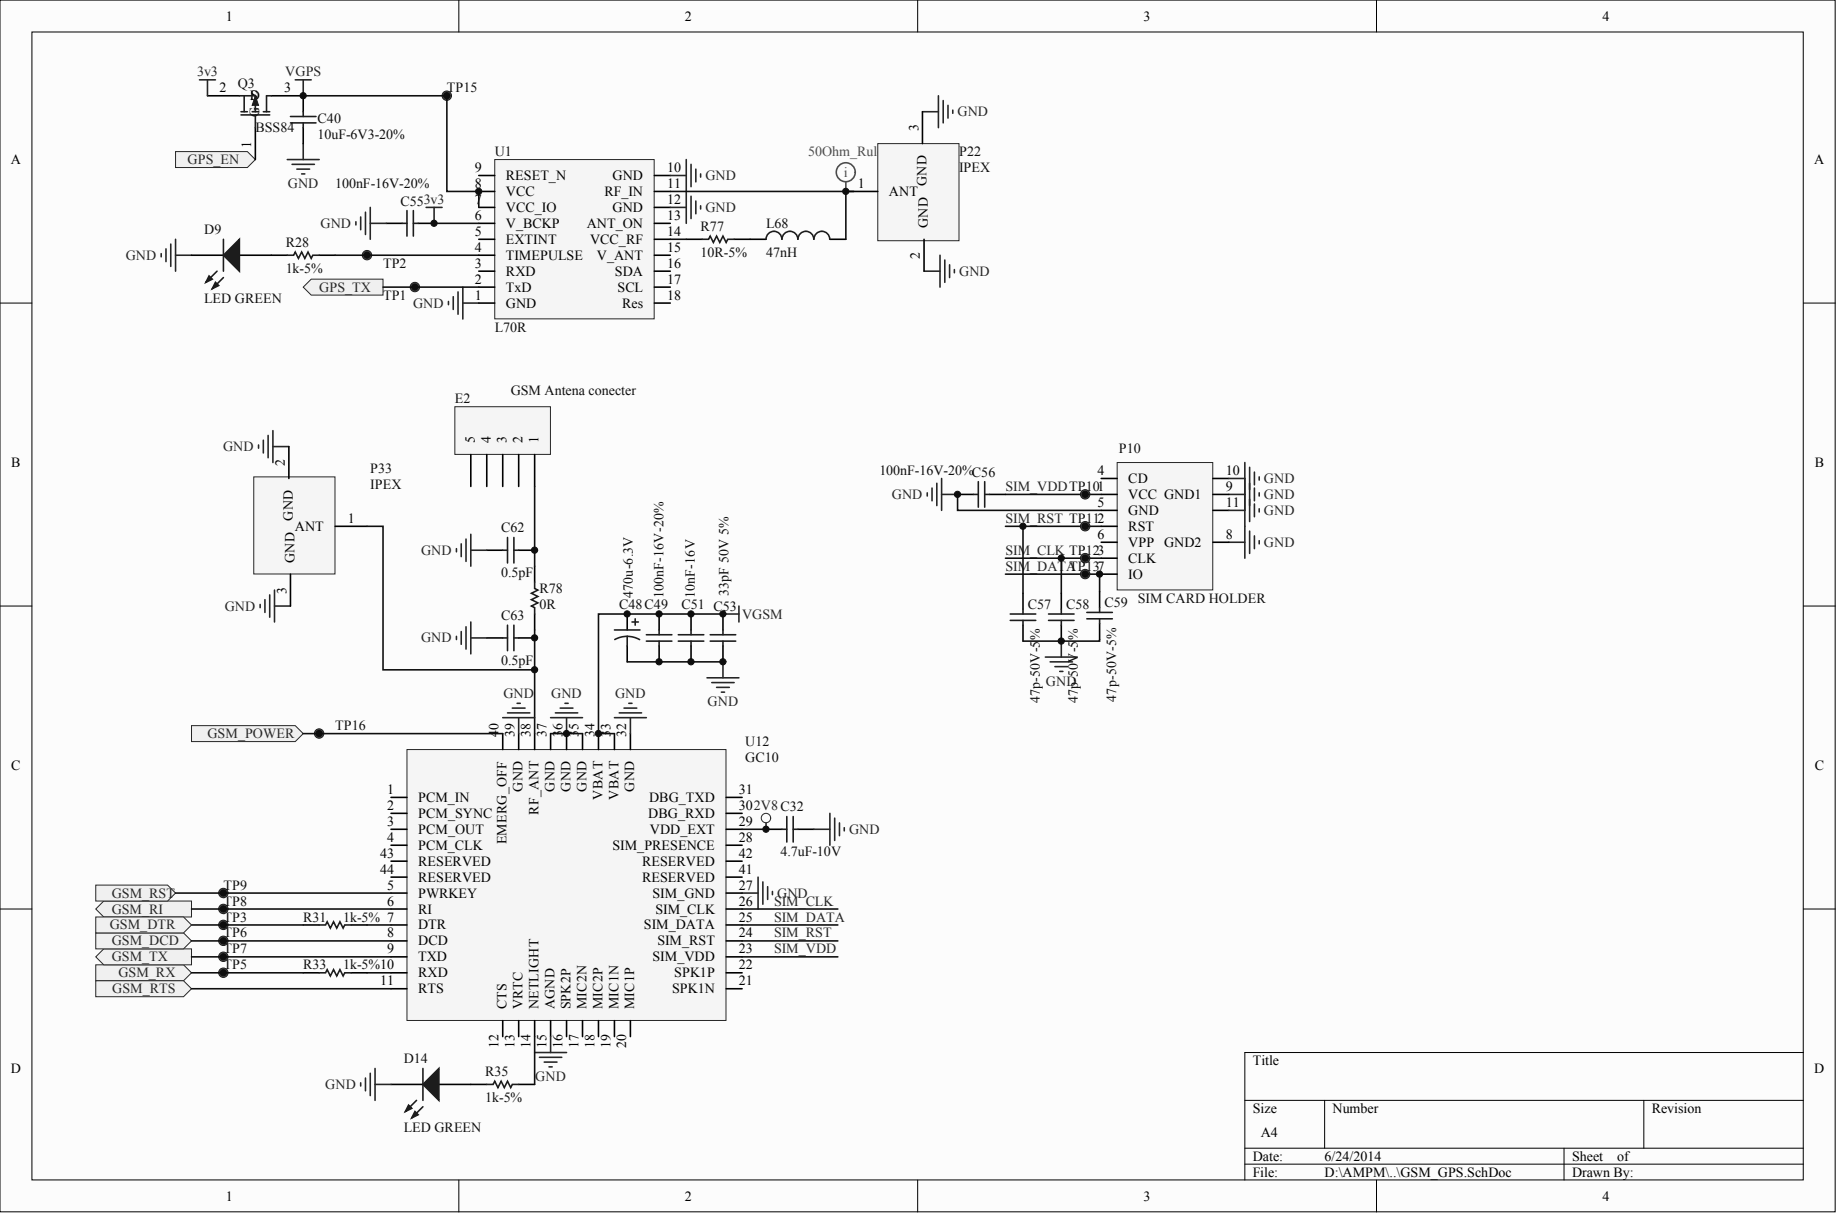 1 2 3 4
A B C D
A B C D
1 2 3 4
3v3
2
Q3
3
VGPS
TP15
BSS84
1
GPS_EN
C40
10uF-6V3-20%
GND
100nF-16V-20%
C55
3v3
GND
D9
GND
LED GREEN
R28
1k-5%
TP2
GPS_TX
TP1
GND
U1
9 RESET_N GND 10 GND
8 VCC RF_IN 11
VCC_IO GND 12 GND
6 V_BCKP ANT_ON 13
5 EXTINT VCC_RF 14
4 TIMEPULSE V_ANT 15
3 RXD SDA 16
2 TxD SCL 17
1 GND Res 18
L70R
R77
10R-5%
L68
47nH
50Ohm_Rul
i
1
ANT
GND GND
3
GND
P22
IPEX
2
GND
GSM Antena conecter
E2
5 4 3 2 1
GND
2
P33
IPEX
GND GND
ANT
1
3
GND
C62
GND
0.5pF
R78
0R
C63
GND
0.5pF
470u-6.3V
100nF-16V-20%
10nF-16V
33pF 50V 5%
C48 C49 C51 C53
+
VGSM
GND
GND GND GND
GSM_POWER
TP16
40 39 38 37 36 35 34 33 32
U12
GC10
EMERG_OFF GND RF_ANT GND GND GND VBAT VBAT GND
1 PCM_IN DBG_TXD 31
2 PCM_SYNC DBG_RXD 30
3 PCM_OUT VDD_EXT 29
4 PCM_CLK SIM_PRESENCE 28
43 RESERVED RESERVED 42
44 RESERVED RESERVED 41
GSM_RST TP9 5 PWRKEY SIM_GND 27 GND
GSM_RI TP8 6 RI SIM_CLK 26 SIM_CLK
GSM_DTR TP3 R31 1k-5% 7 DTR SIM_DATA 25 SIM_DATA
GSM_DCD TP6 8 DCD SIM_RST 24 SIM_RST
GSM_TX TP7 9 TXD SIM_VDD 23 SIM_VDD
GSM_RX TP5 R33 1k-5% 10 RXD SPK1P 22
GSM_RTS 11 RTS SPK1N 21
2V8
C32
4.7uF-10V
GND
CTS VRTC NETLIGHT AGND SPK2P MIC2N MIC2P MIC1N MIC1P
12 13 14 15 16 17 18 19 20
GND
D14
GND
LED GREEN
R35
1k-5%
P10
100nF-16V-20%
C56
GND
SIM_VDD TP10 1
SIM_RST TP11 2
SIM_CLK TP12 3
SIM_DATA TP13 7
4 CD 10 GND
VCC GND1 9 GND
5 GND 11 GND
RST
6 VPP GND2 8 GND
CLK
IO
SIM CARD HOLDER
C57 C58 C59
47p-50V-5% 47p-50V-5% 47p-50V-5%
GND
Title
Size Number Revision
A4
Date: 6/24/2014 Sheet of
File: D:\AMPM\..\GSM_GPS.SchDoc Drawn By: